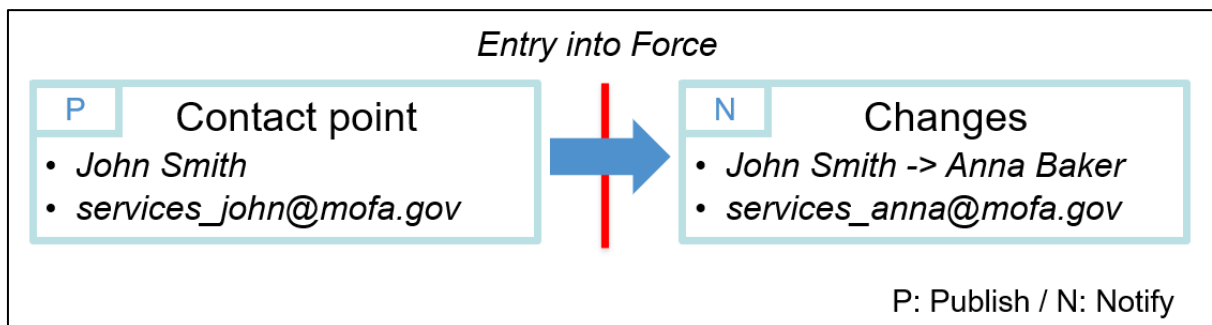 Entry into Force
P
Contact point
• John Smith
• services_john@mofa.gov
N
Changes
• John Smith -> Anna Baker
• services_anna@mofa.gov
P: Publish / N: Notify